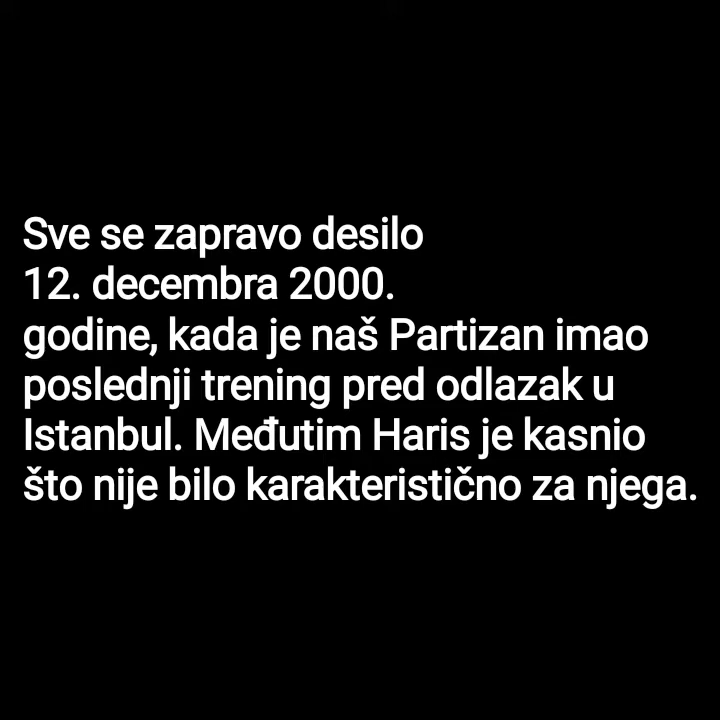 Sve se zapravo desilo
12. decembra 2000.
godine, kada je naš Partizan imao
poslednji trening pred odlazak u
Istanbul. Međutim Haris je kasnio
što nije bilo karakteristično za njega.